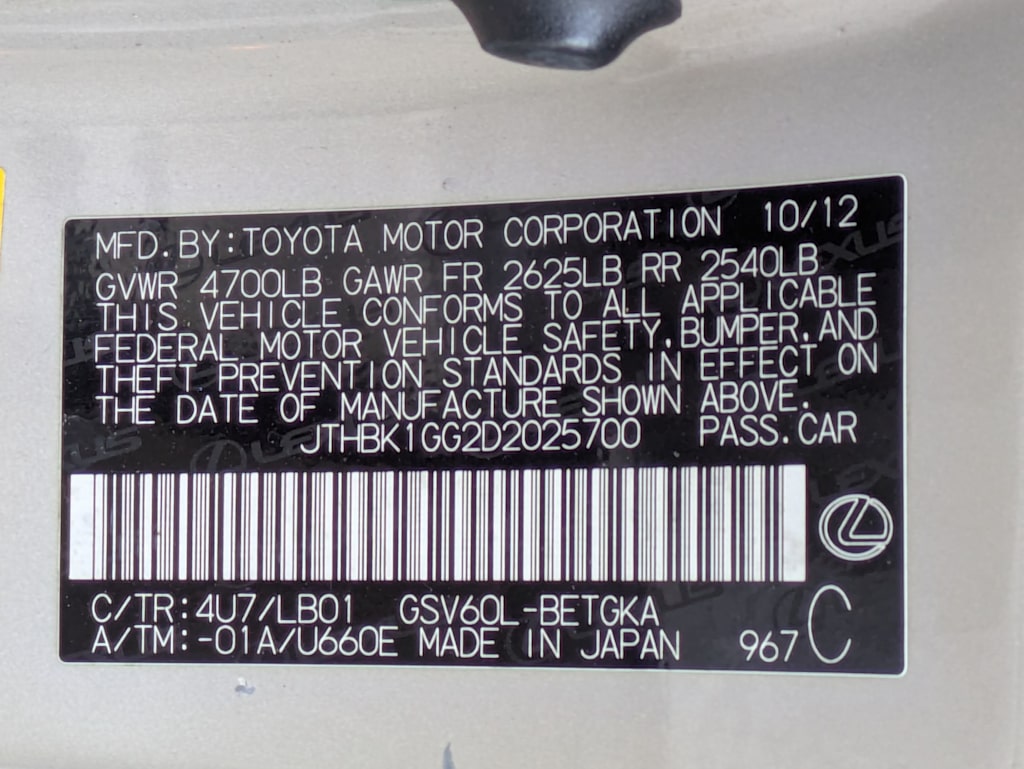 MFD.BY:TOYOTA MOTOR CORPORATION 10/12
GVWR 4700LB GAWR FR 2625LB RR 2540LB
THIS VEHICLE CONFORMS TO ALL APPLICABLE
FEDERAL MOTOR VEHICLE SAFETY,BUMPER,AND
THEFT PREVENTION STANDARDS IN EFFECT ON
THE DATE OF MANUFACTURE SHOWN ABOVE.
JTHBK1GG2D2025700 PASS.CAR
C/TR:4U7/LB01 GSV60L-BETGKA
A/TM:-01A/U660E MADE IN JAPAN 967 C